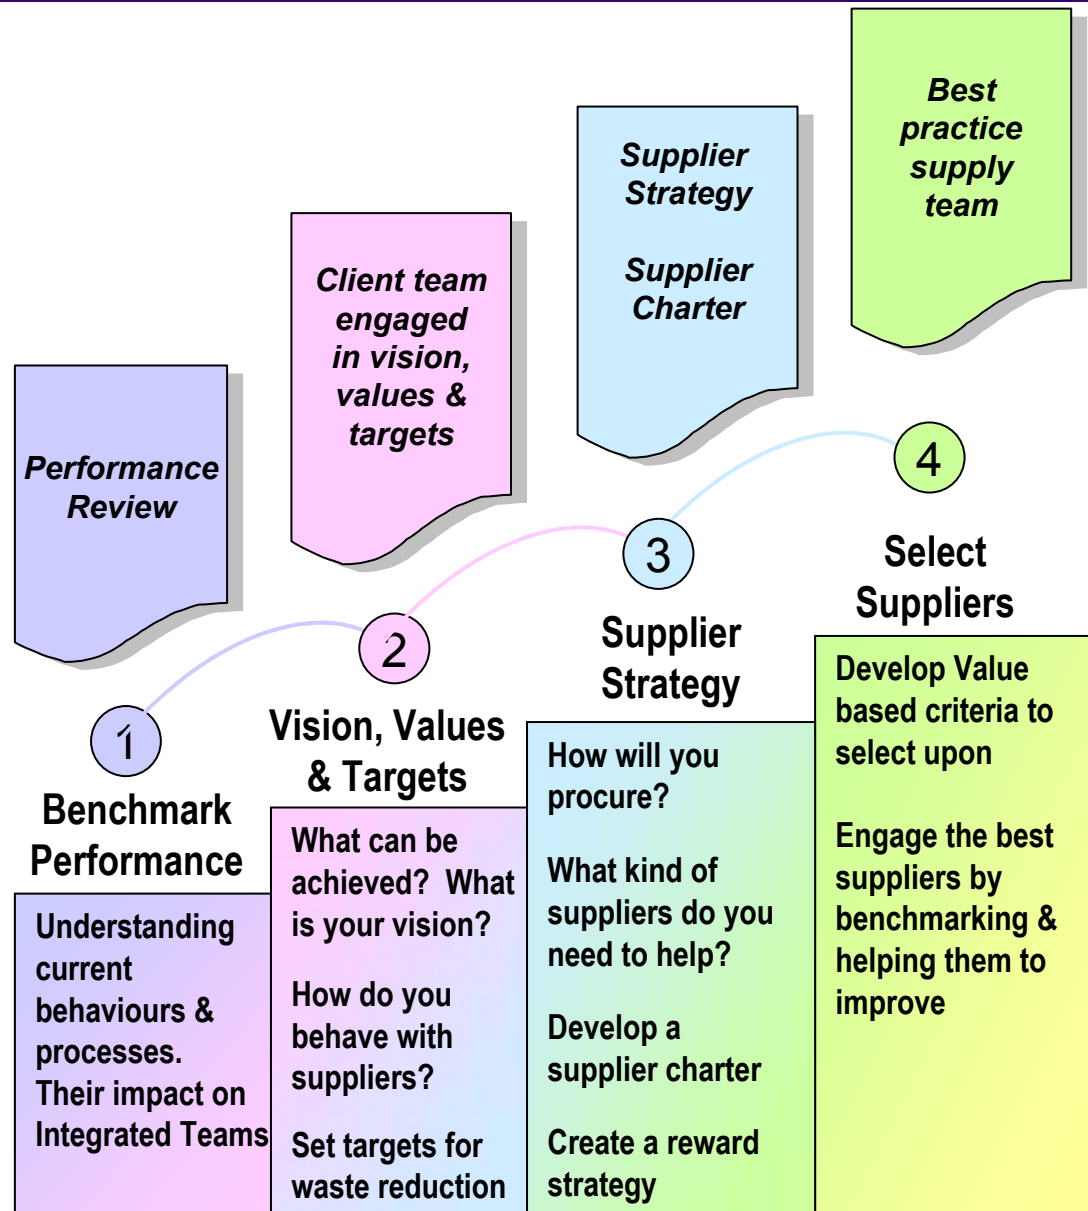 Performance
Review
1
Benchmark
Performance
Understanding
current
behaviours &
processes.
Their impact on
Integrated Teams
Client team
engaged
in vision,
values &
targets
2
Vision, Values
& Targets
What can be
achieved?  What
is your vision?
How do you
behave with
suppliers?
Set targets for
waste reduction
Supplier
Strategy
Supplier
Charter
3
Supplier
Strategy
How will you
procure?
What kind of
suppliers do you
need to help?
Develop a
supplier charter
Create a reward
strategy
Best
practice
supply
team
4
Select
Suppliers
Develop Value
based criteria to
select upon
Engage the best
suppliers by
benchmarking &
helping them to
improve